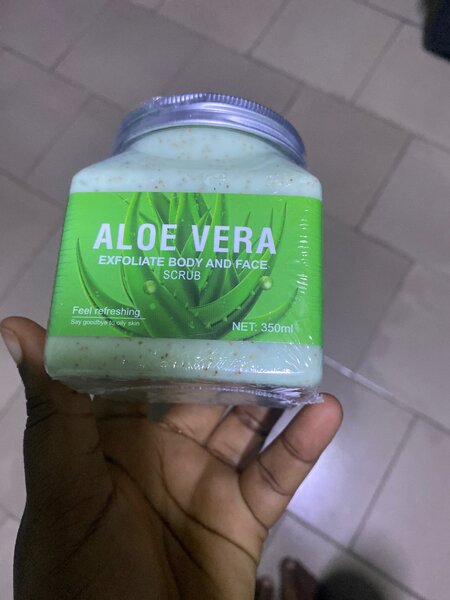 ALOE VERA
EXFOLIATE BODY AND FACE
SCRUB
Feel refreshing
Say goodbye to oily skin
NET: 350ml